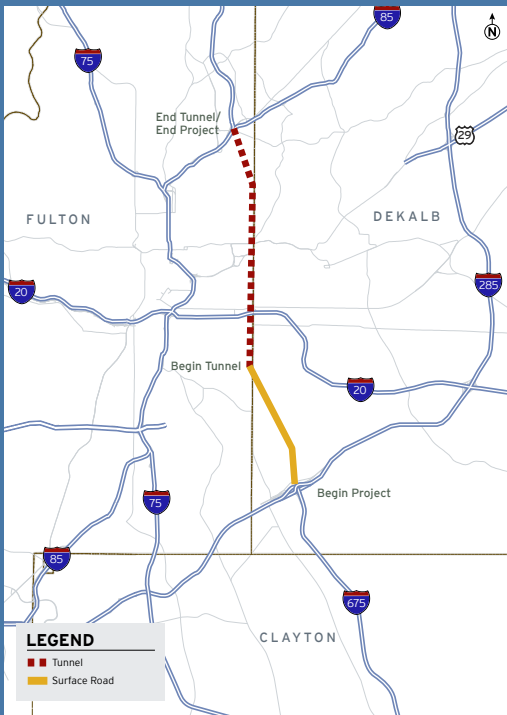 85
N
75
End Tunnel/
End Project
29
FULTON
DEKALB
20
285
Begin Tunnel
20
Begin Project
75
85
675
CLAYTON
LEGEND
Tunnel
Surface Road